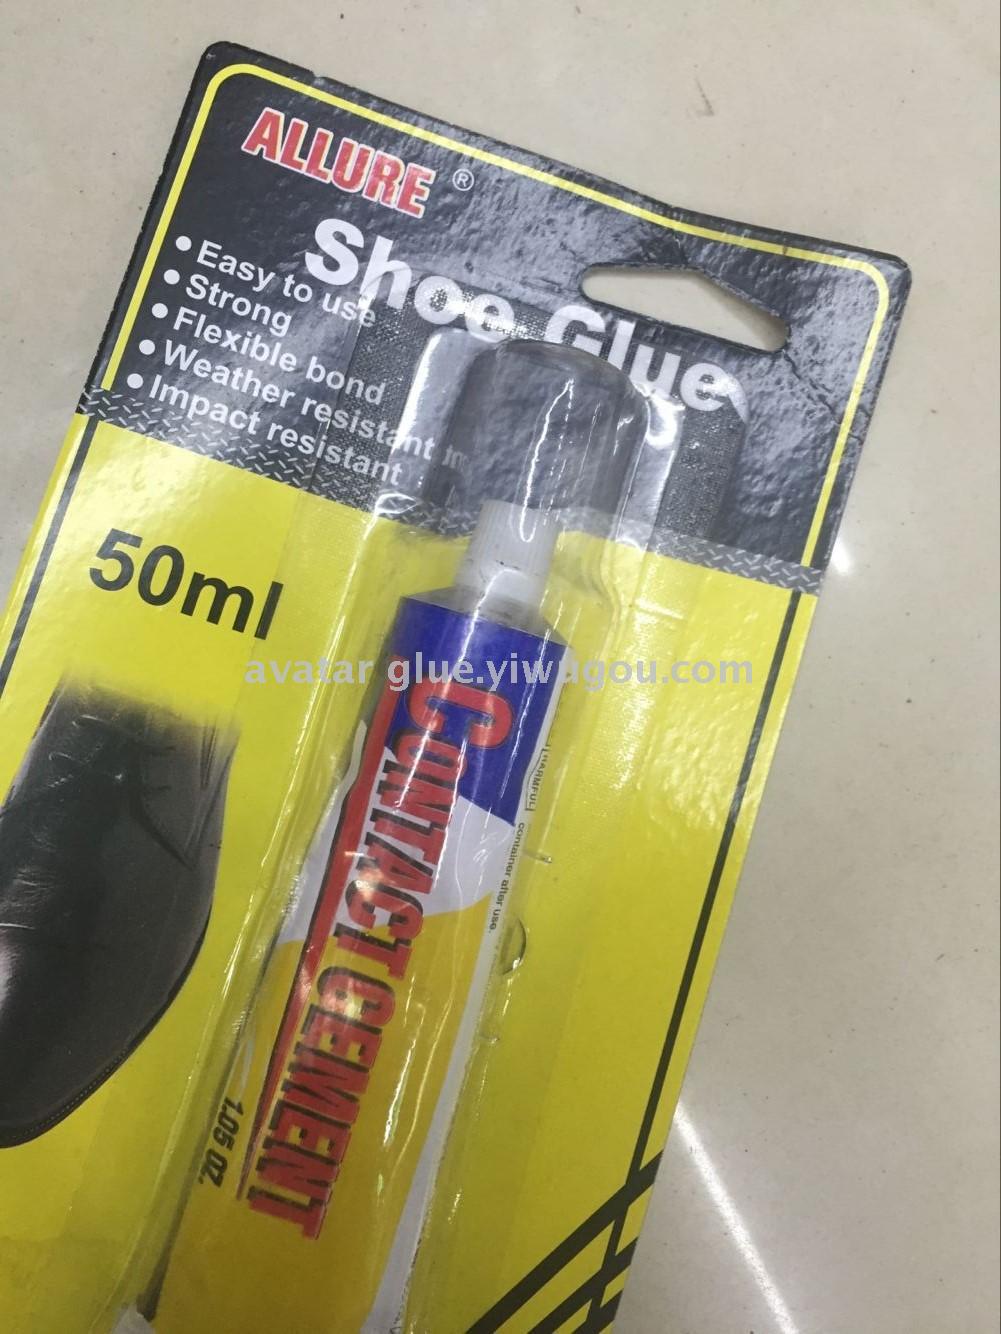 ALLURE ®
Shoe Glue
• Easy to use
• Strong
• Flexible bond
• Weather resistant
• Impact resistant
50ml
avatar glue.yiwugou.com
CONTACT CEMENT
1.05 OZ.
HARMFUL
container after use.